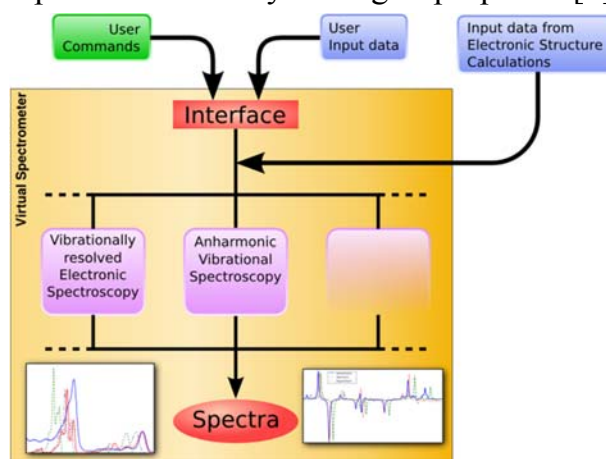 User
Commands
User
Input data
Input data from
Electronic Structure
Calculations
Virtual Spectrometer
Interface
Vibrationally
resolved
Electronic
Spectroscopy
Anharmonic
Vibrational
Spectroscopy
Spectra